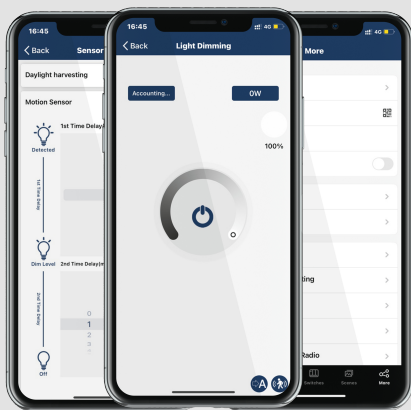 16:45
Back
Sensor
Daylight harvesting
Motion Sensor
1st Time Delay
Detected
1st Time Delay
Dim Level
2nd Time Delay(m
2nd Time Delay
0
1
2
3
Off
16:45
4G
Back
Light Dimming
Accounting...
0W
100%
A
4G
More
ting
Radio
Switches
Scenes
More